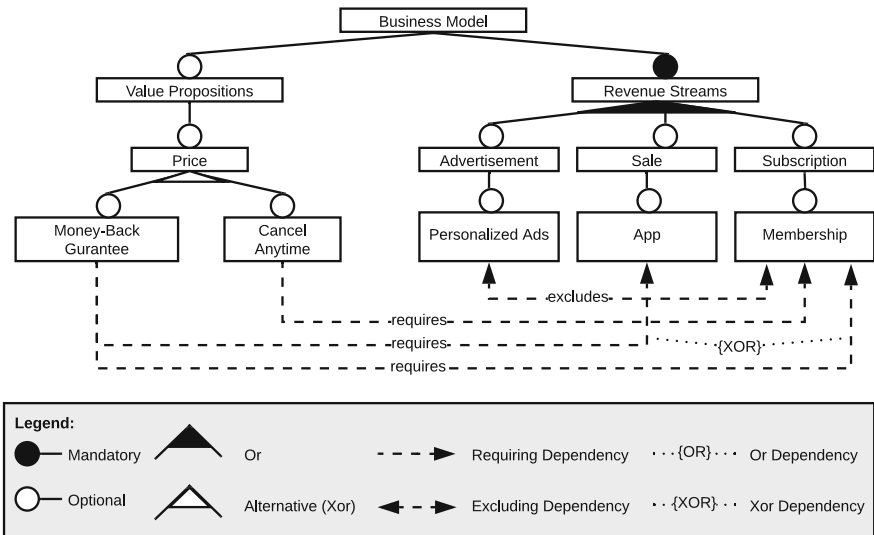 Business Model
Value Propositions
Revenue Streams
Price
Advertisement
Sale
Subscription
Money-Back
Gurantee
Cancel
Anytime
Personalized Ads
App
Membership
excludes
requires
requires
{XOR}
requires
Legend:
Mandatory
Or
Requiring Dependency
{OR}
Or Dependency
Optional
Alternative (Xor)
Excluding Dependency
{XOR}
Xor Dependency